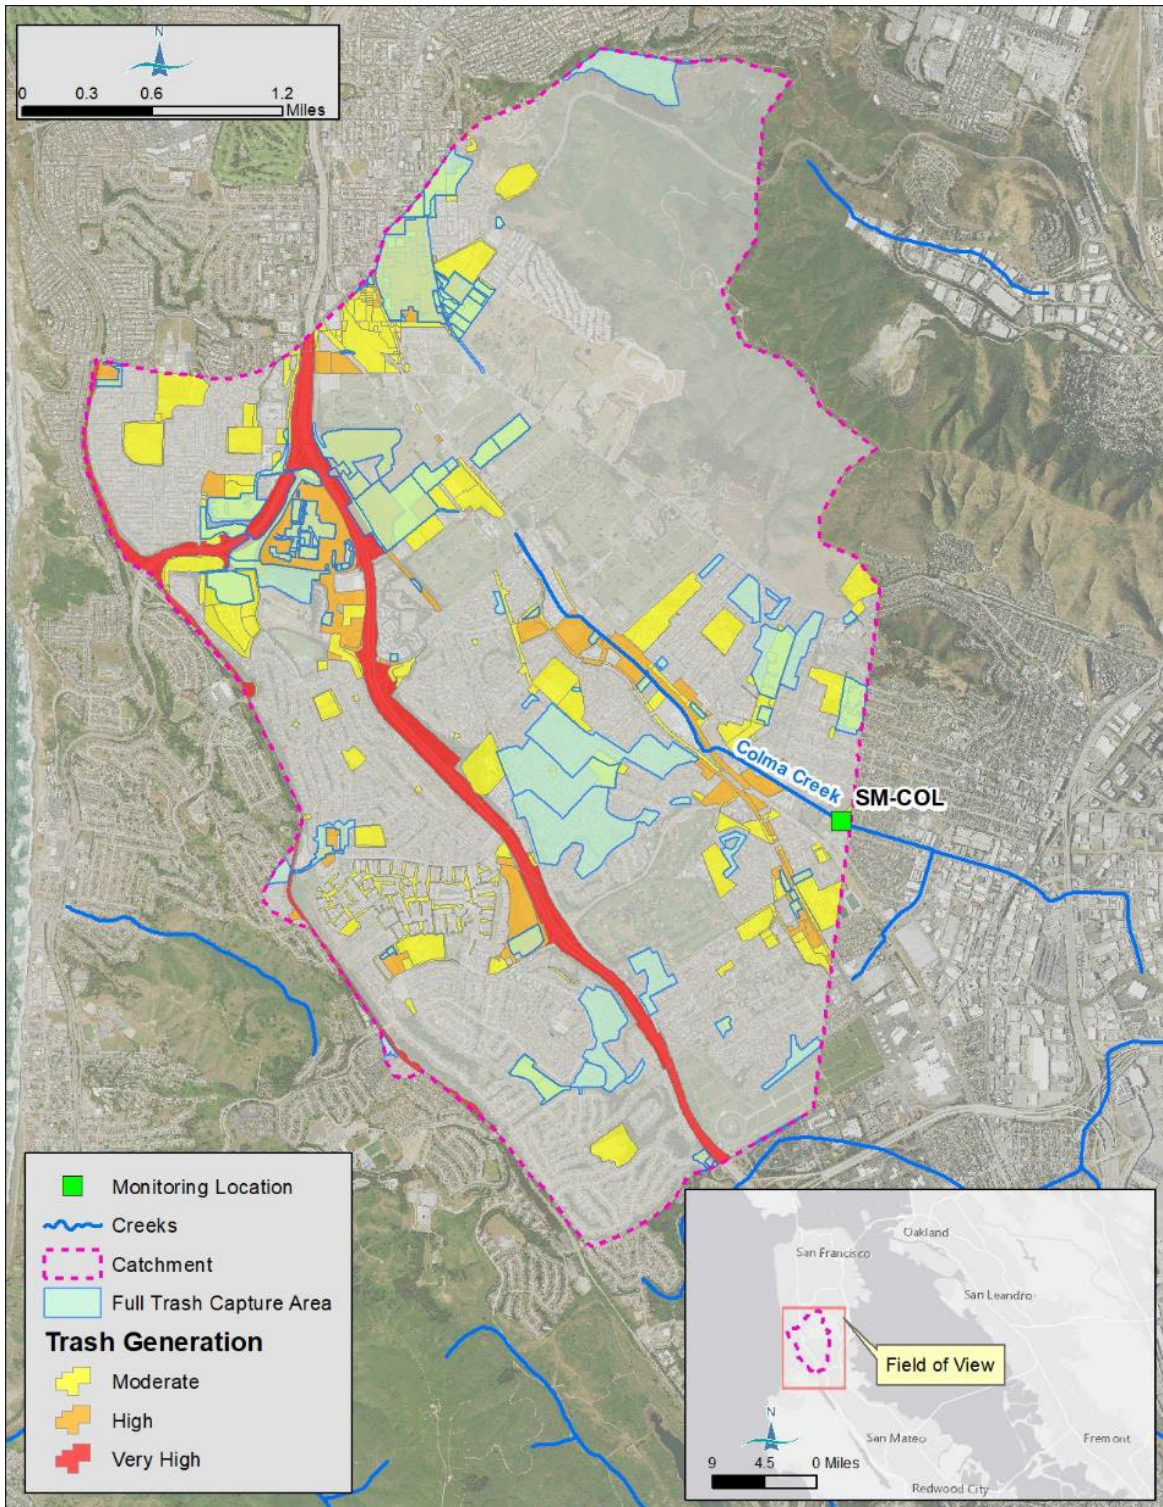 N
0 0.3 0.6 1.2
Miles
Colma Creek
SM-COL
Monitoring Location
Creeks
Catchment
Full Trash Capture Area
Trash Generation
Moderate
High
Very High
San Francisco
Oakland
San Leandro
Field of View
N
San Mateo
Fremont
9 4.5 0 Miles
Redwood City